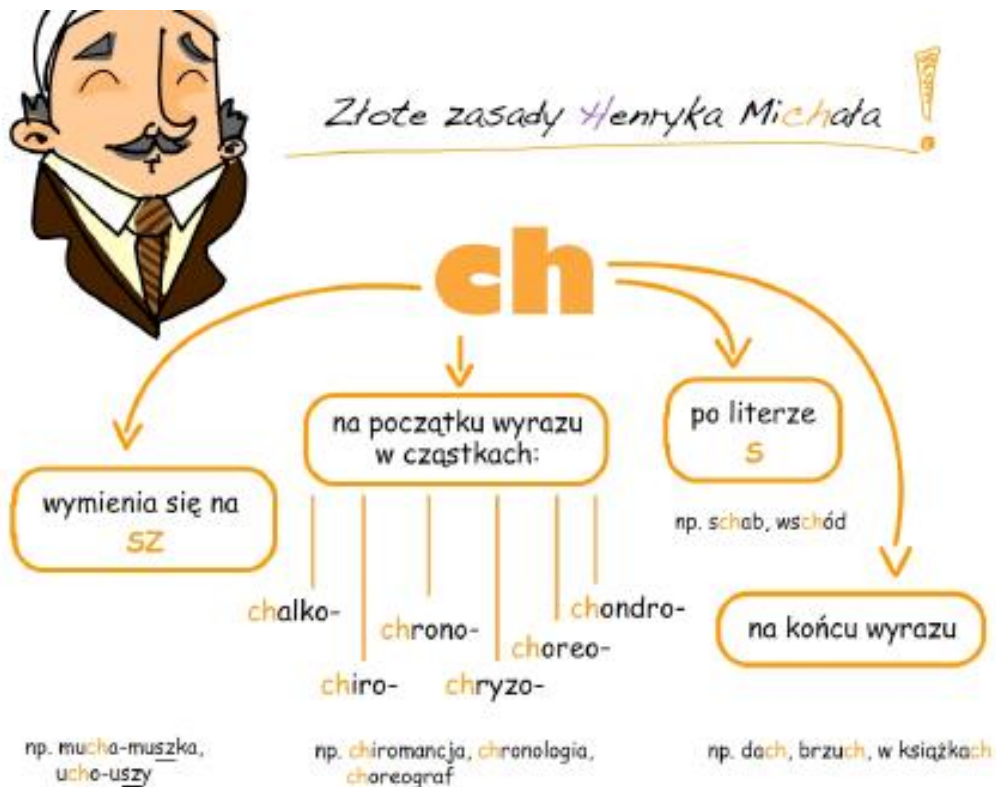 Złote zasady Henryka Michała !
ch
wymienia się na
SZ
np. mucha-muszka,
ucho-uszy
na początku wyrazu
w cząstkach:
chalko-
chiro-
chrono-
chryzo-
choreo-
chondro-
np. chiromancja, chronologia,
choreograf
po literze
S
np. schab, wschód
na końcu wyrazu
np. dach, brzuch, w książkach